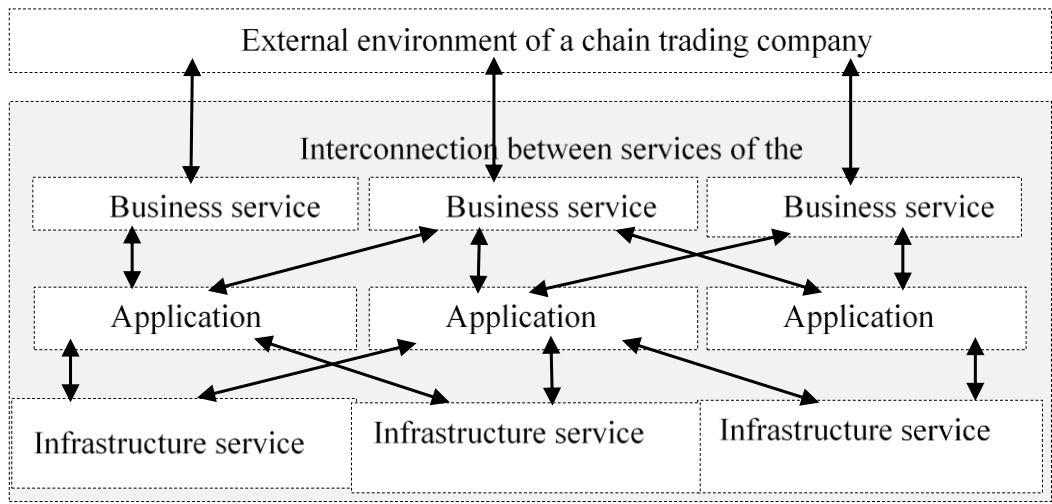 External environment of a chain trading company
Interconnection between services of the
Business service
Business service
Business service
Application
Application
Application
Infrastructure service
Infrastructure service
Infrastructure service